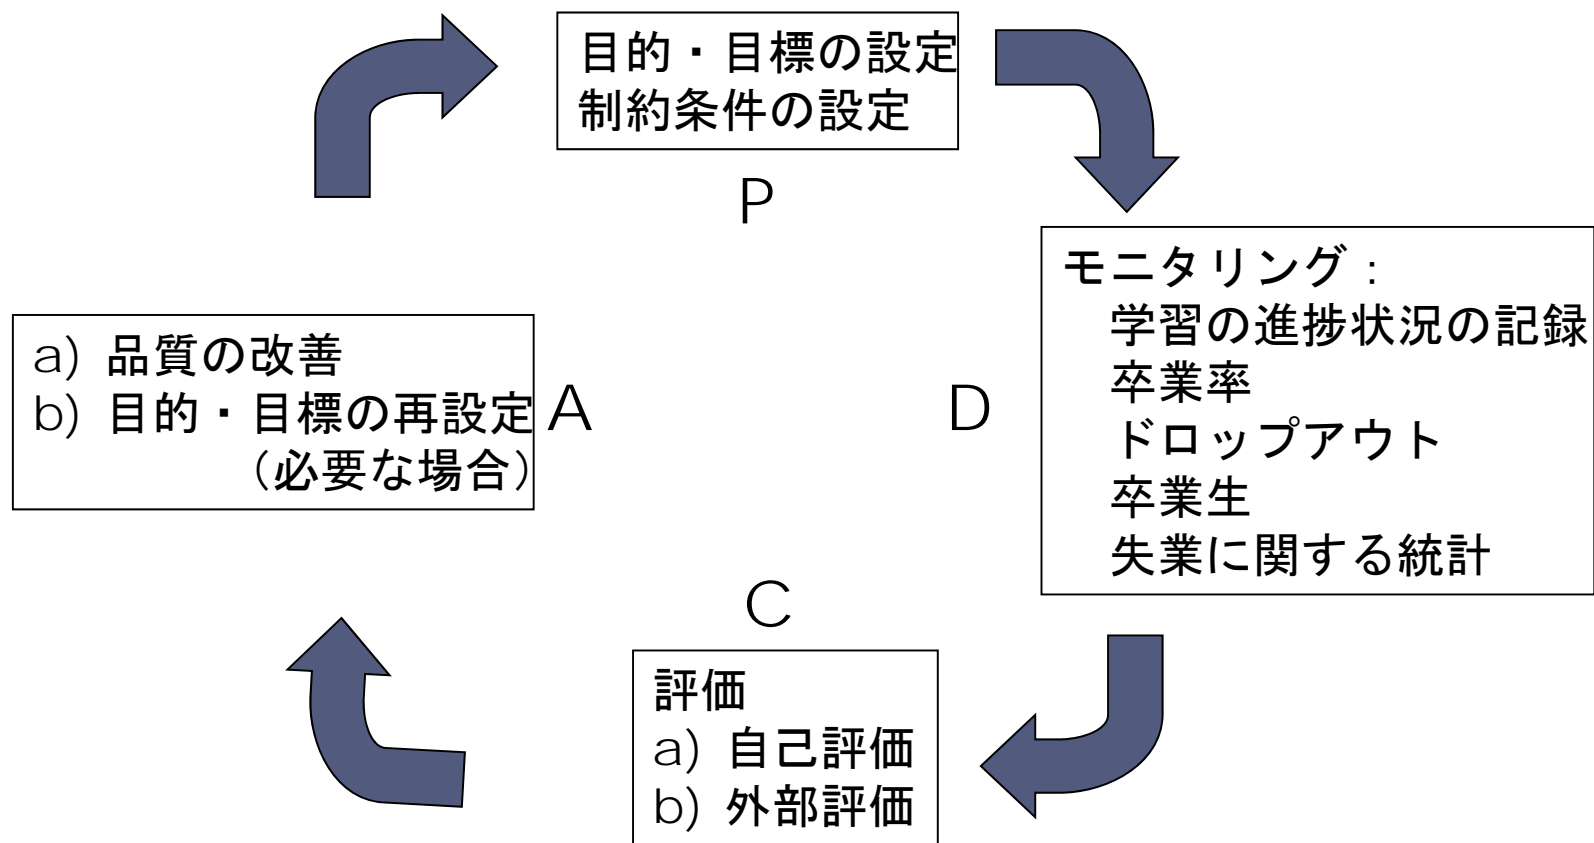 目的・目標の設定
制約条件の設定
P
モニタリング：
学習の進捗状況の記録
卒業率
ドロップアウト
卒業生
失業に関する統計
D
C
評価
a) 自己評価
b) 外部評価
a) 品質の改善
b) 目的・目標の再設定
（必要な場合）
A